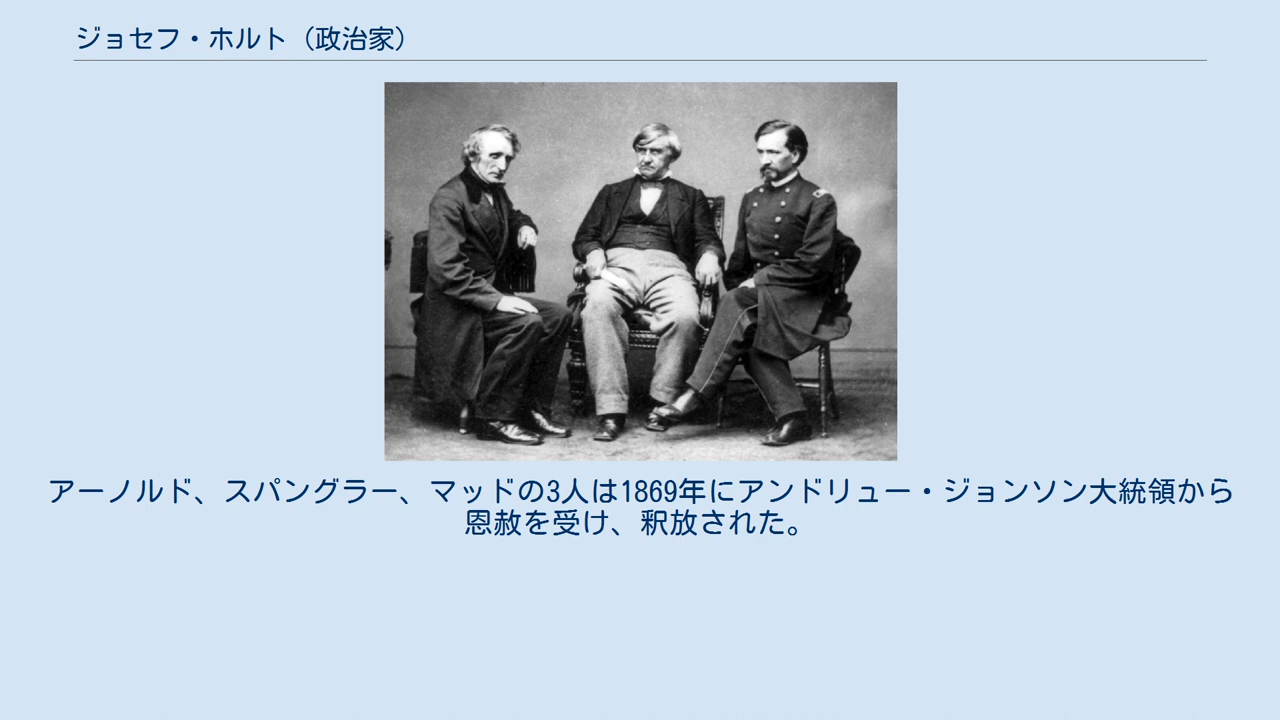 ジョセフ・ホルト（政治家）
アーノルド、スパングラー、マッドの3人は1869年にアンドリュー・ジョンソン大統領から
恩赦を受け、釈放された。